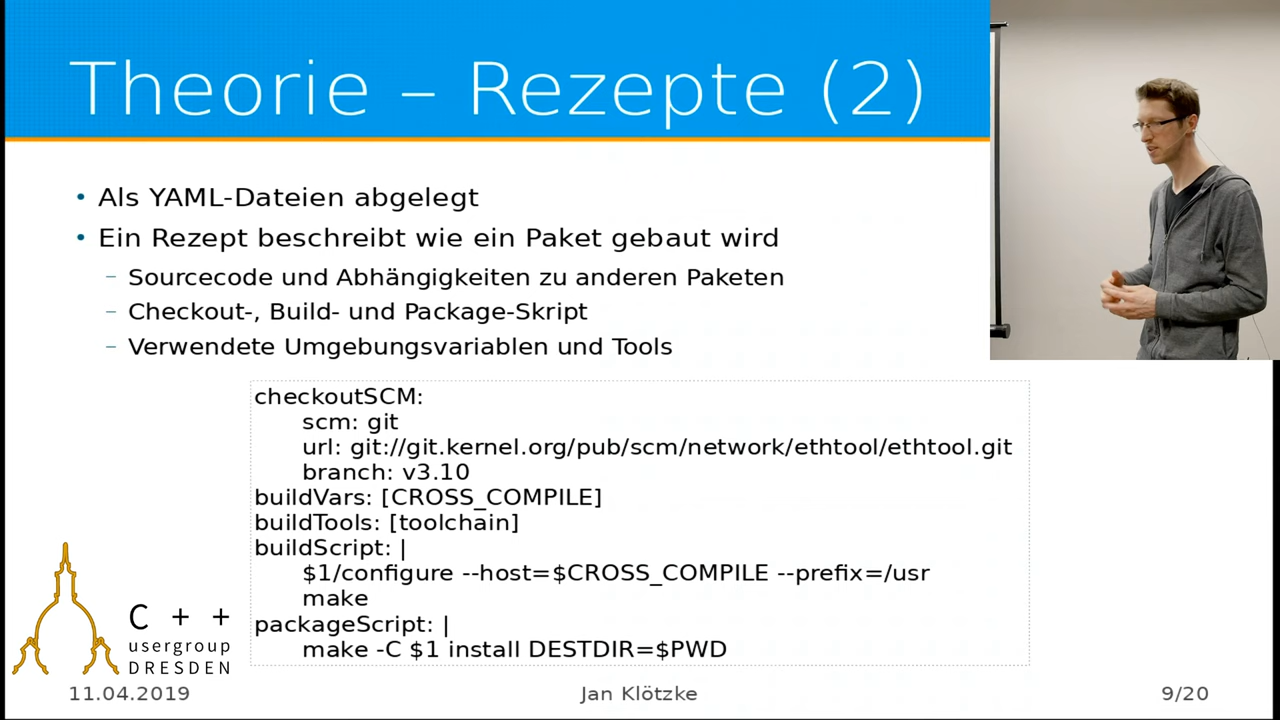 Theorie – Rezepte (2)
• Als YAML-Dateien abgelegt
• Ein Rezept beschreibt wie ein Paket gebaut wird
– Sourcecode und Abhängigkeiten zu anderen Paketen
– Checkout-, Build- und Package-Skript
– Verwendete Umgebungsvariablen und Tools
checkoutSCM:
scm: git
url: git://git.kernel.org/pub/scm/network/ethtool/ethtool.git
branch: v3.10
buildVars: [CROSS_COMPILE]
buildTools: [toolchain]
buildScript: |
$1/configure --host=$CROSS_COMPILE --prefix=/usr
make
packageScript: |
make -C $1 install DESTDIR=$PWD
C + +
usergroup
DRESDEN
11.04.2019
Jan Klötzke
9/20